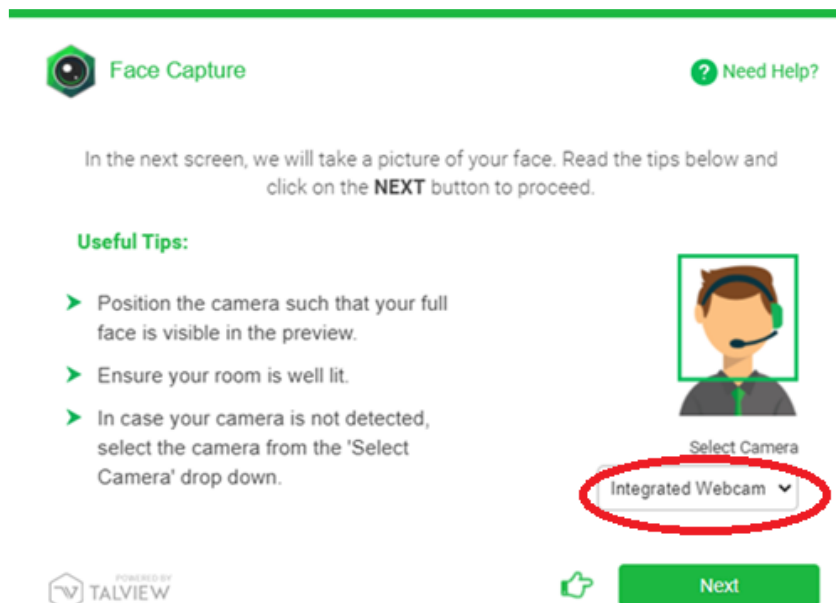 Face Capture
? Need Help?
In the next screen, we will take a picture of your face. Read the tips below and
click on the NEXT button to proceed.
Useful Tips:
Position the camera such that your full
face is visible in the preview.
Ensure your room is well lit.
In case your camera is not detected,
select the camera from the 'Select
Camera' drop down.
Select Camera
Integrated Webcam
POWERED BY
TALVIEW
Next